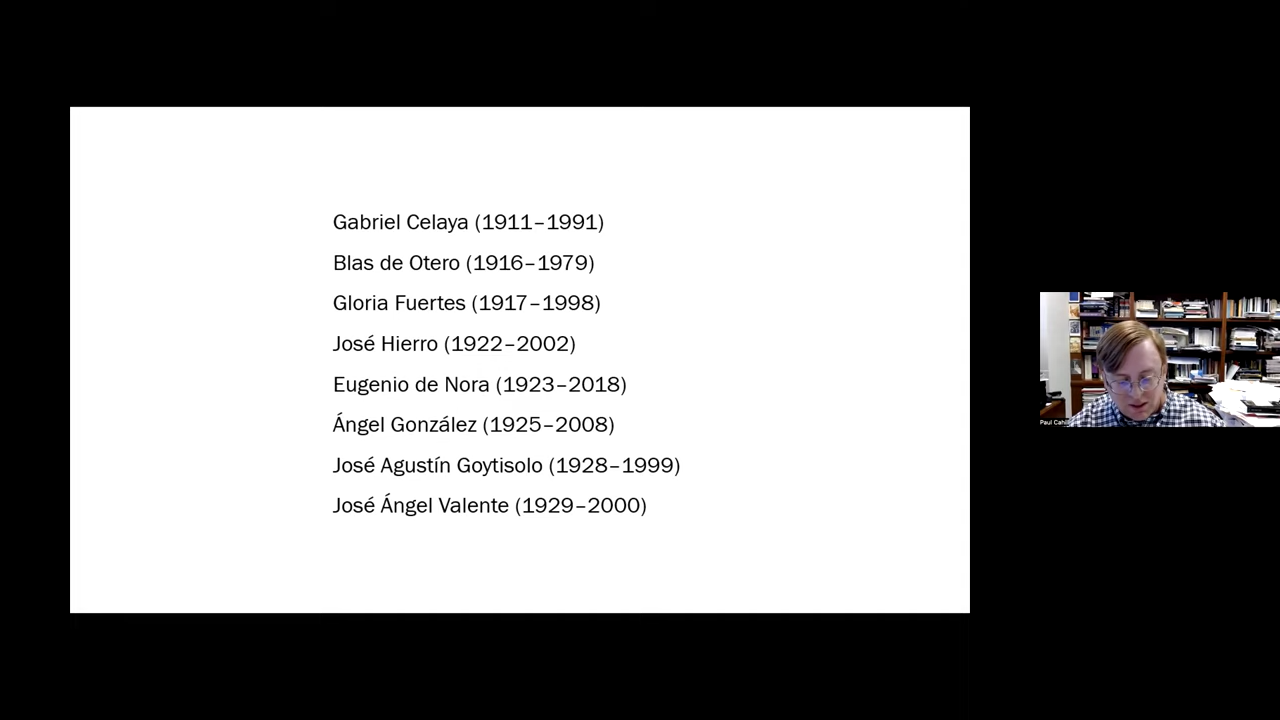 Gabriel Celaya (1911–1991)
Blas de Otero (1916–1979)
Gloria Fuertes (1917–1998)
José Hierro (1922–2002)
Eugenio de Nora (1923–2018)
Ángel González (1925–2008)
José Agustín Goytisolo (1928–1999)
José Ángel Valente (1929–2000)
Paul